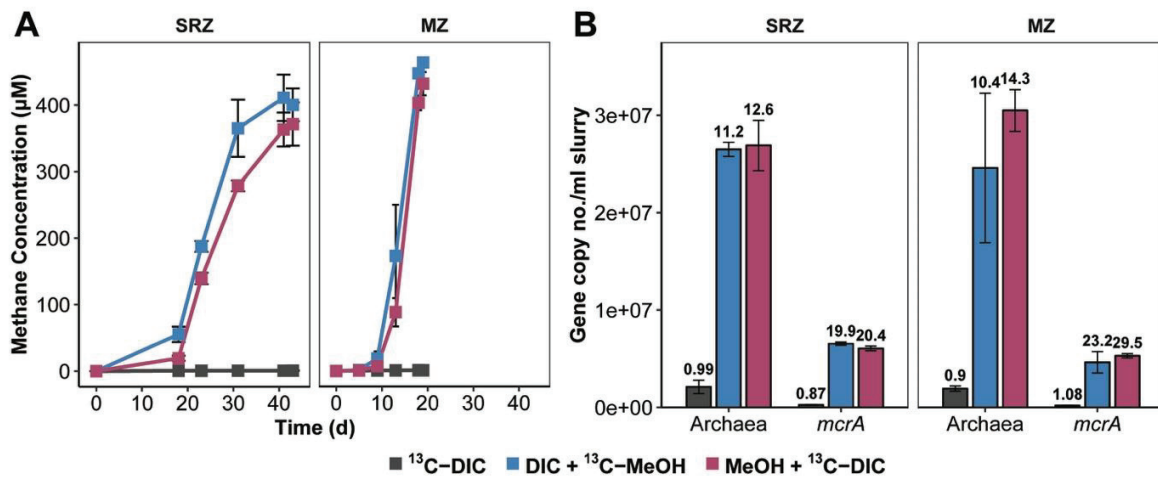 A
SRZ
MZ
Methane Concentration (µM)
400
300
200
100
0
0
10
20
30
40
0
10
20
30
40
Time (d)
B
SRZ
MZ
Gene copy no./ml slurry
3e+07
2e+07
1e+07
0e+00
0.99
11.2
12.6
0.87
19.9
20.4
0.9
10.4
14.3
1.08
23.2
29.5
Archaea
mcrA
Archaea
mcrA
¹³C–DIC
DIC + ¹³C–MeOH
MeOH + ¹³C–DIC